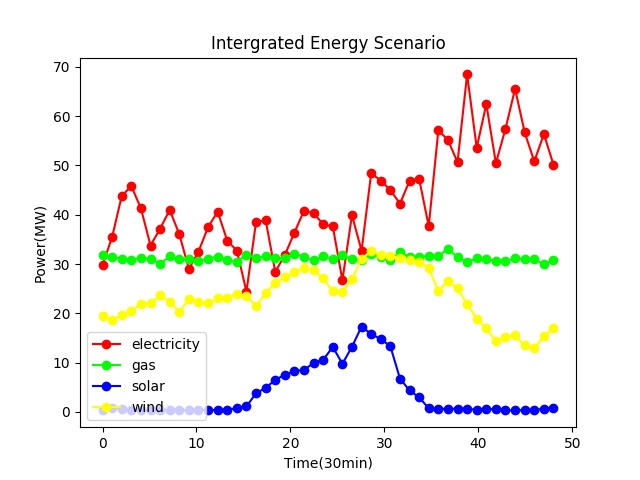 Intergrated Energy Scenario
Power(MW)
70
60
50
40
30
20
10
0
electricity
gas
solar
wind
0 10 20 30 40 50
Time(30min)